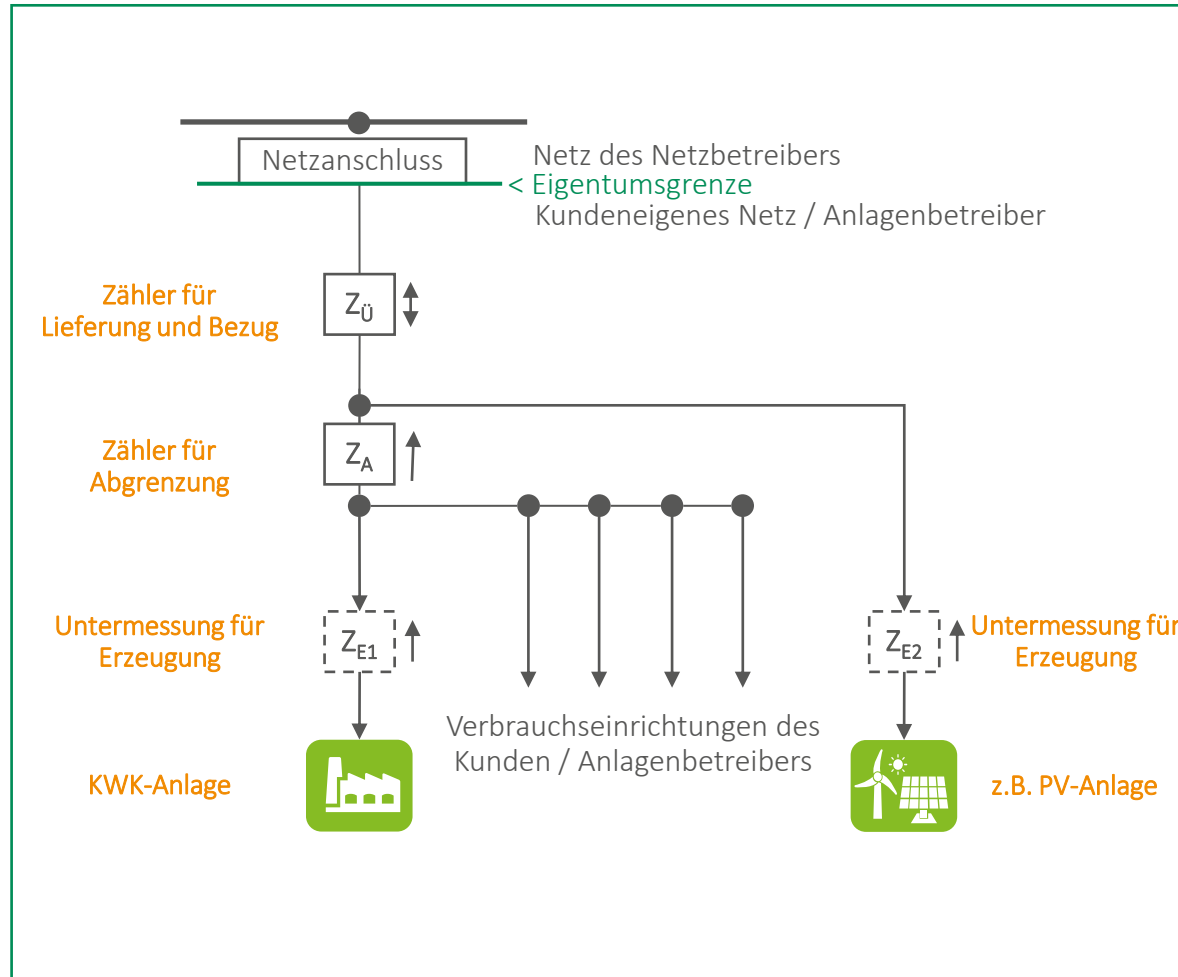 Netzanschluss
Netz des Netzbetreibers
< Eigentumsgrenze
Kundeneigenes Netz / Anlagenbetreiber
Zähler für
Lieferung und Bezug
ZÜ
Zähler für
Abgrenzung
ZA
Untermessung für
Erzeugung
ZE1
ZE2
Untermessung für
Erzeugung
Verbrauchseinrichtungen des
Kunden / Anlagenbetreibers
KWK-Anlage
z.B. PV-Anlage